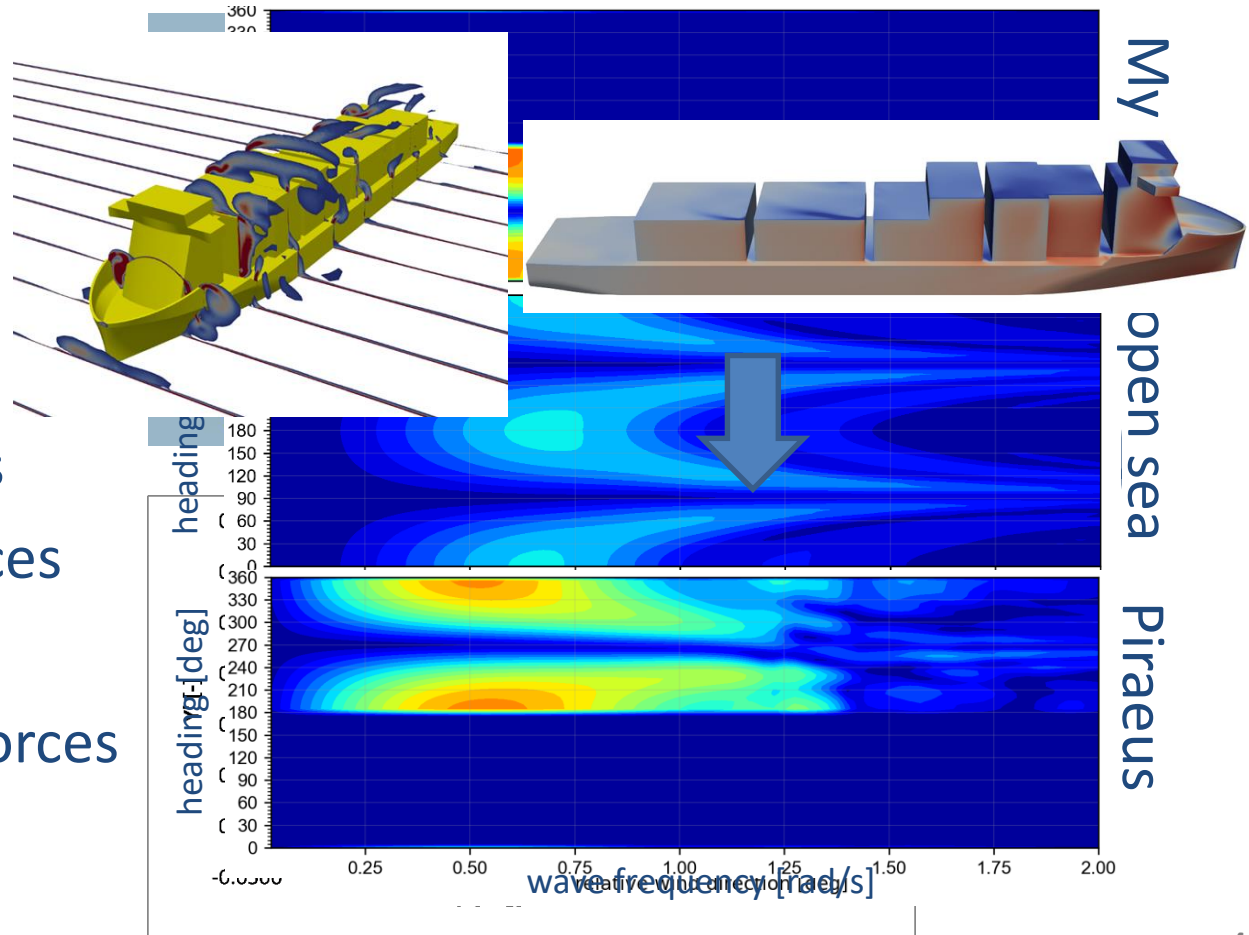 360
330
My
open sea
heading
180
150
120
90
60
30
0
ces
orces
Piraeus
heading [deg]
360
330
300
270
240
210
180
150
120
90
60
30
0
0.25 0.50 0.75 1.00 1.25 1.50 1.75 2.00
relative wind direction [deg]
wave frequency [rad/s]